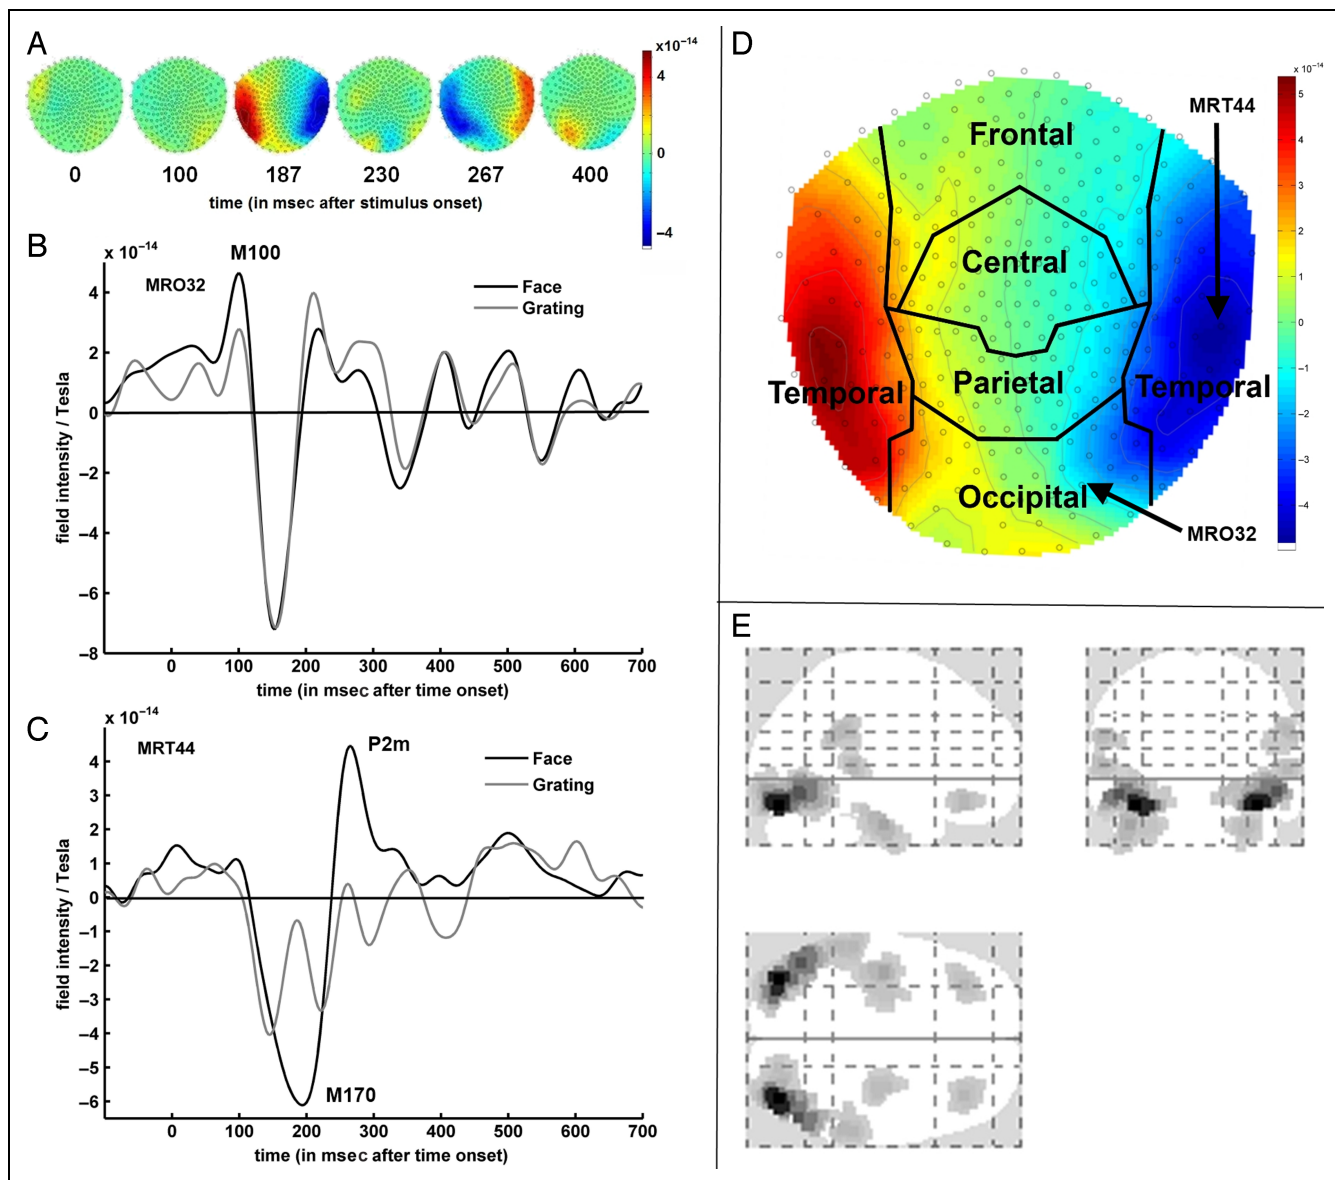 A
x10⁻¹⁴
4
0
−4
0 100 187 230 267 400
time (in msec after stimulus onset)
B
x 10⁻¹⁴
M100
MRO32
Face
Grating
4
2
0
−2
−4
−6
−8
field intensity / Tesla
0 100 200 300 400 500 600 700
time (in msec after time onset)
C
x 10⁻¹⁴
MRT44
P2m
Face
Grating
4
3
2
1
0
−1
−2
−3
−4
−5
−6
field intensity / Tesla
M170
0 100 200 300 400 500 600 700
time (in msec after time onset)
D
x 10⁻¹⁴
5
4
3
2
1
0
−1
−2
−3
−4
MRT44
Frontal
Central
Temporal Parietal Temporal
Occipital
MRO32
E